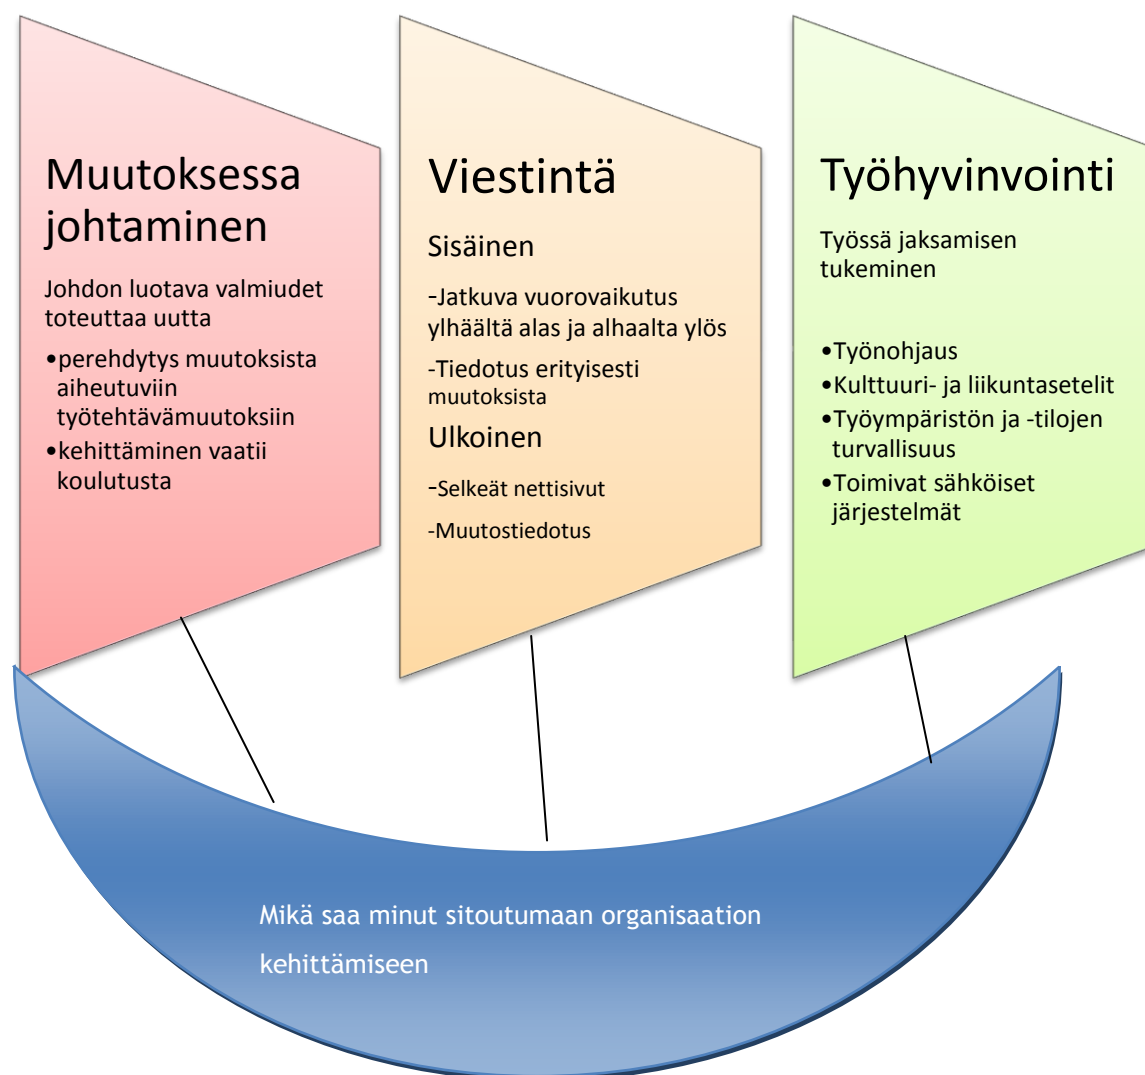 Muutoksessa
johtaminen
Johdon luotava valmiudet
toteuttaa uutta
•perehdytys muutoksista
aiheutuviin
työtehtävämuutoksiin
•kehittäminen vaatii
koulutusta
Viestintä
Sisäinen
-Jatkuva vuorovaikutus
ylhäältä alas ja alhaalta ylös
-Tiedotus erityisesti
muutoksista
Ulkoinen
-Selkeät nettisivut
-Muutostiedotus
Työhyvinvointi
Työssä jaksamisen
tukeminen
•Työnohjaus
•Kulttuuri- ja liikuntasetelit
•Työympäristön ja -tilojen
turvallisuus
•Toimivat sähköiset
järjestelmät
Mikä saa minut sitoutumaan organisaation
kehittämiseen